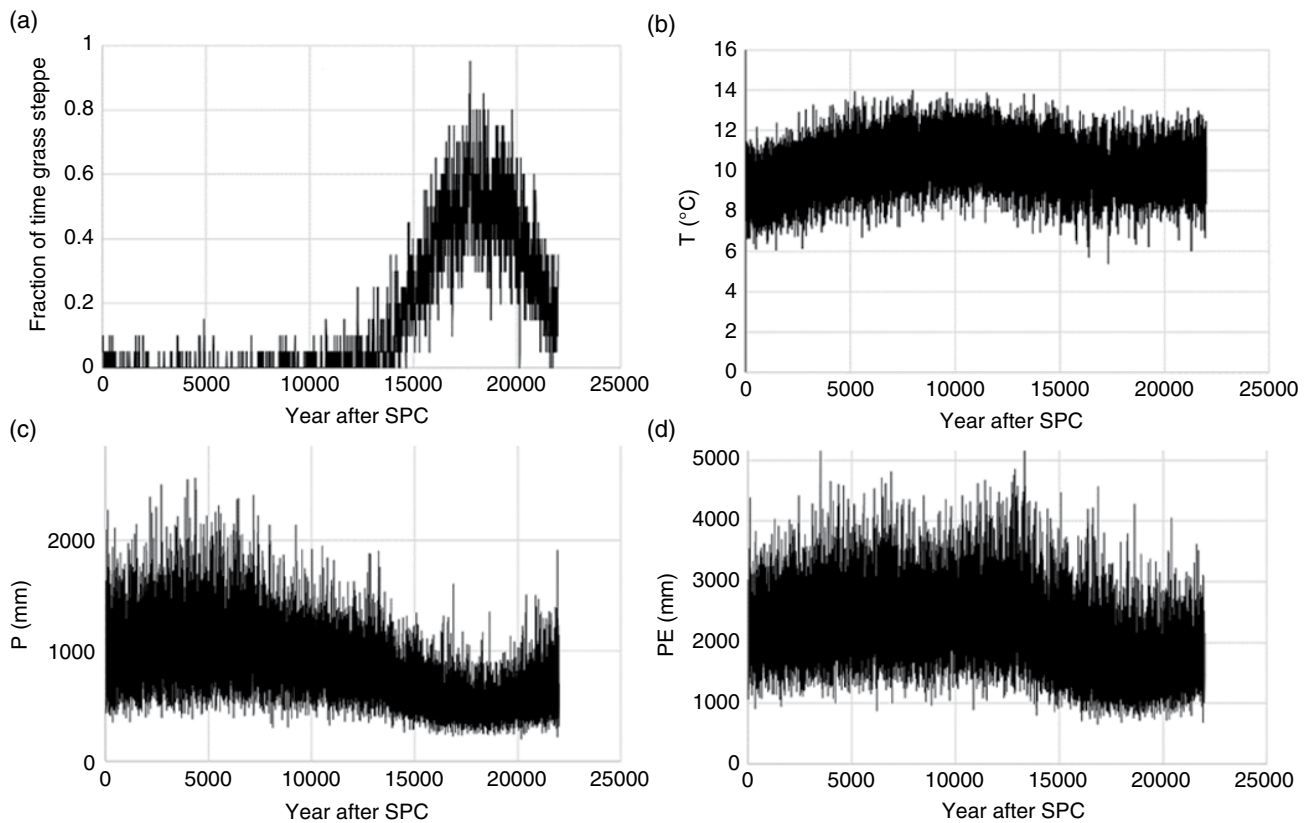 (a)
Fraction of time grass steppe
1
0.8
0.6
0.4
0.2
0
0 5000 10000 15000 20000 25000
Year after SPC
(b)
T (°C)
16
14
12
10
8
6
4
2
0
0 5000 10000 15000 20000 25000
Year after SPC
(c)
P (mm)
2000
1000
0
0 5000 10000 15000 20000 25000
Year after SPC
(d)
PE (mm)
5000
4000
3000
2000
1000
0
0 5000 10000 15000 20000 25000
Year after SPC